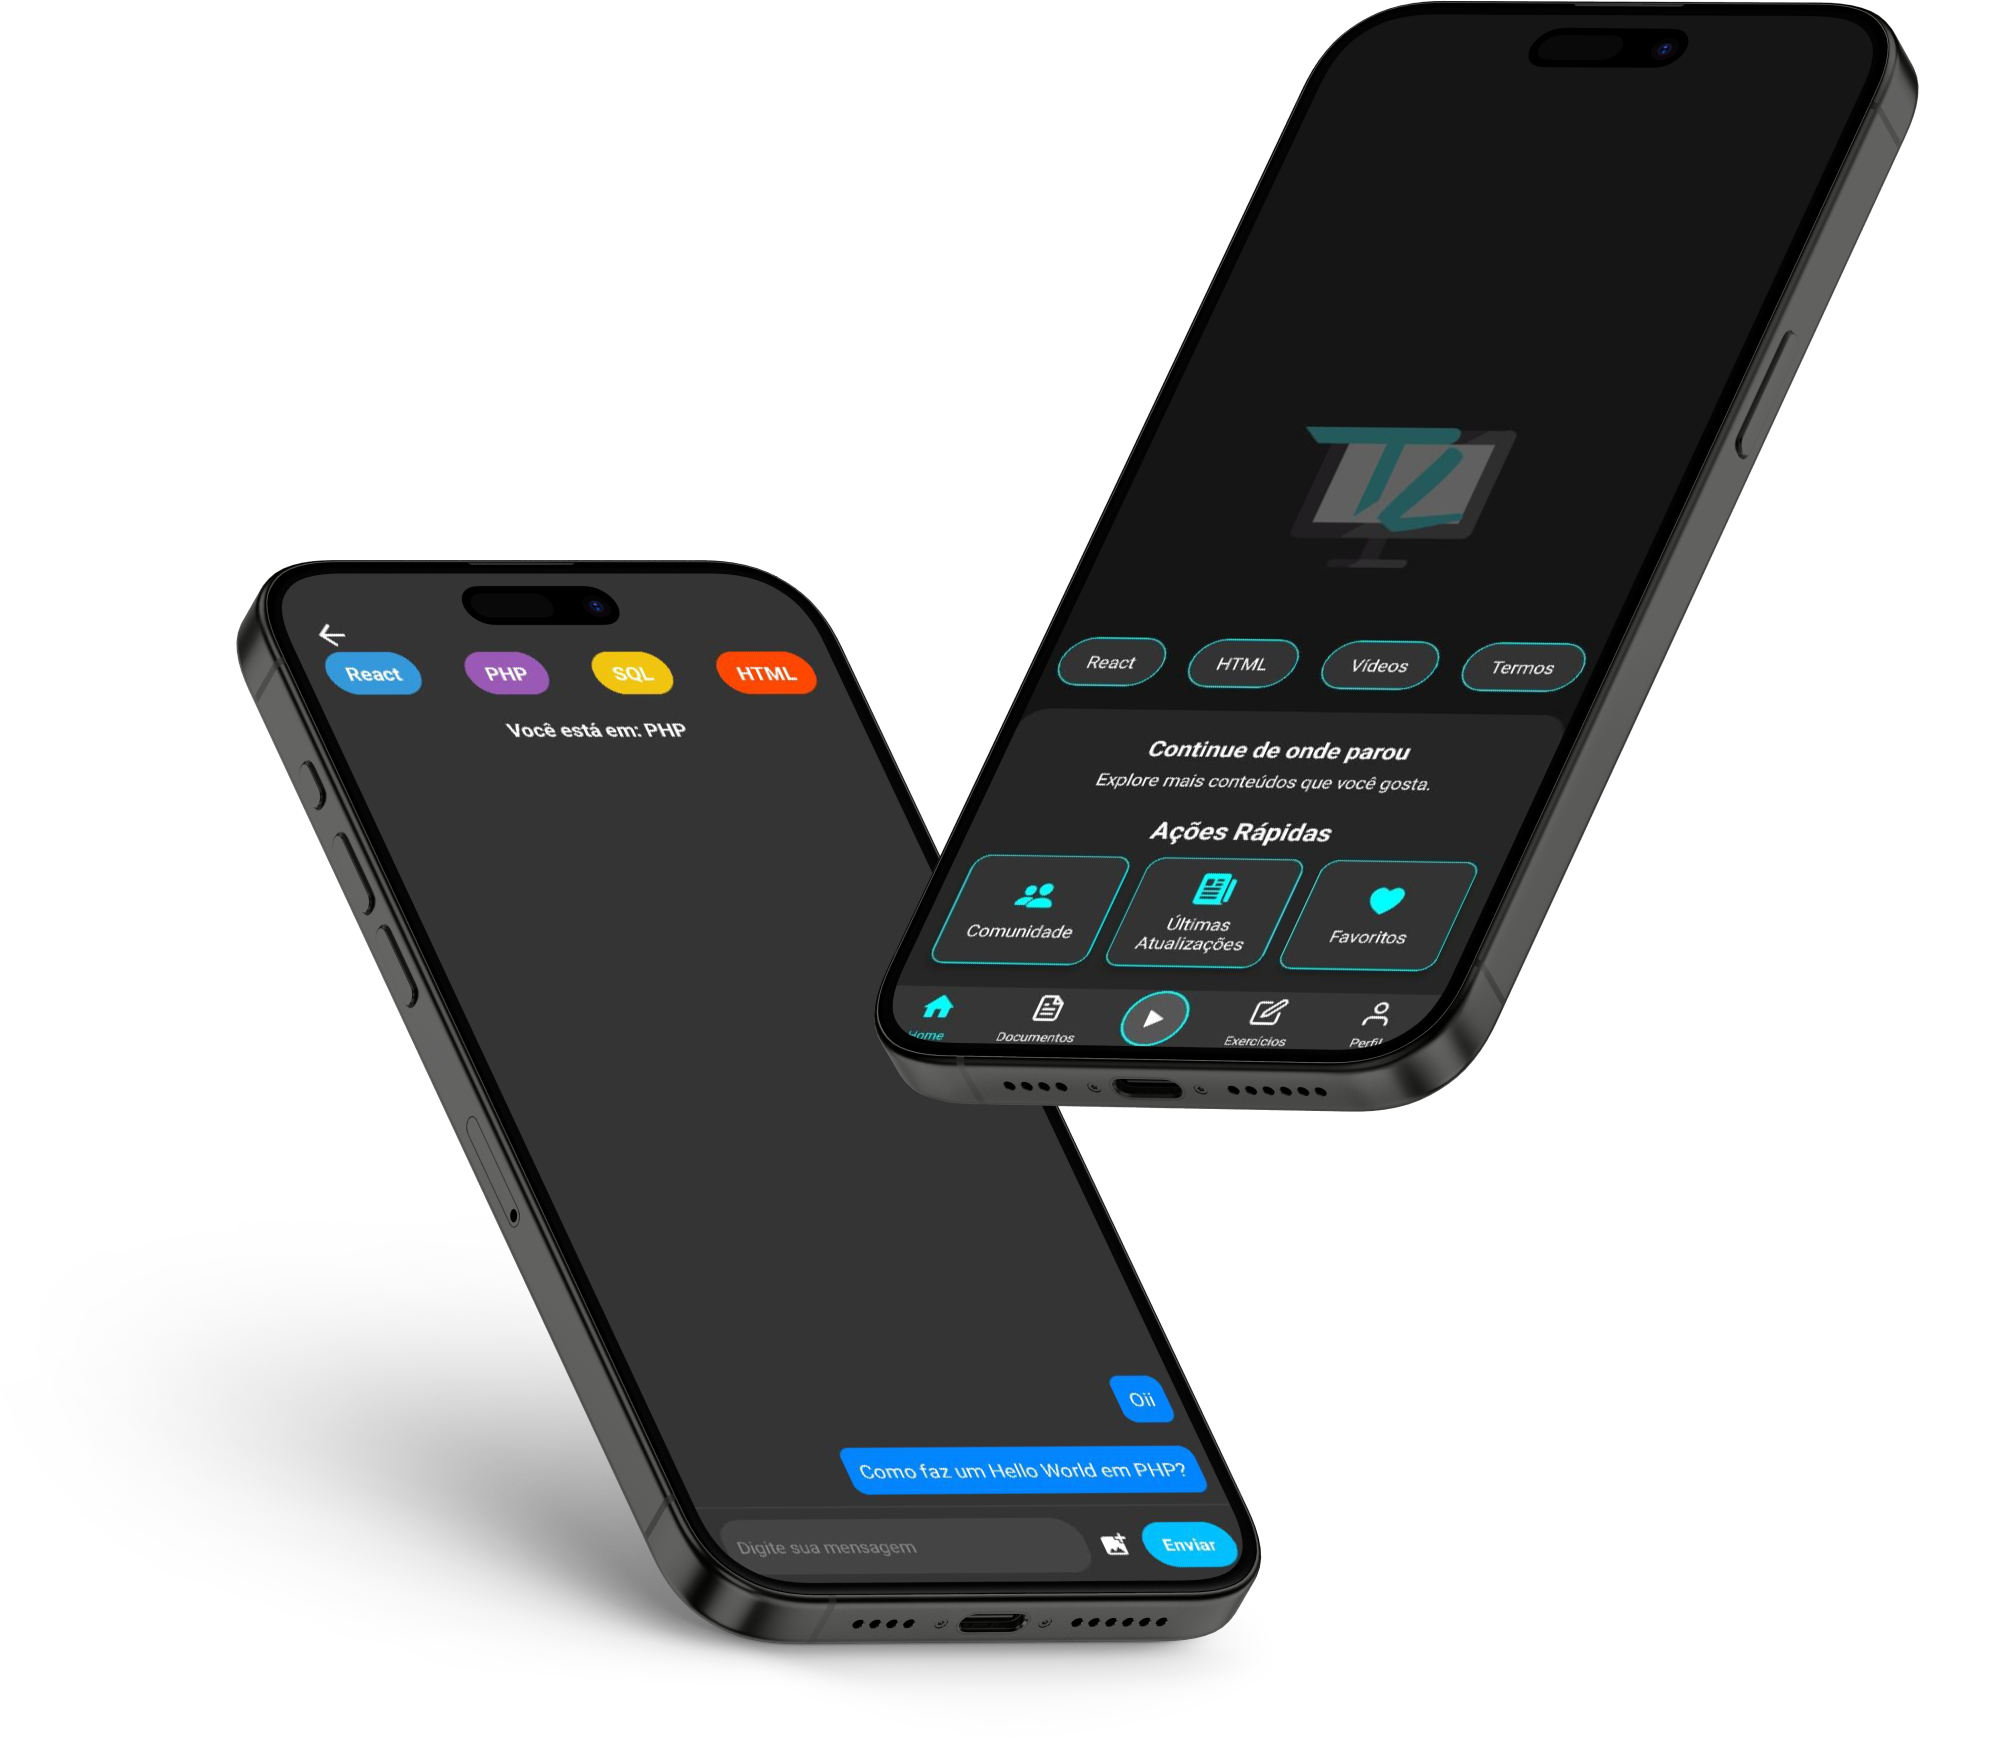 TL
React
HTML
Vídeos
Termos
Continue de onde parou
Explore mais conteúdos que você gosta.
Ações Rápidas
Comunidade
Últimas
Atualizações
Favoritos
Home
Documentos
Exercícios
Perfil
React
PHP
SQL
HTML
Você está em: PHP
Oii
Como faz um Hello World em PHP?
Digite sua mensagem
Enviar